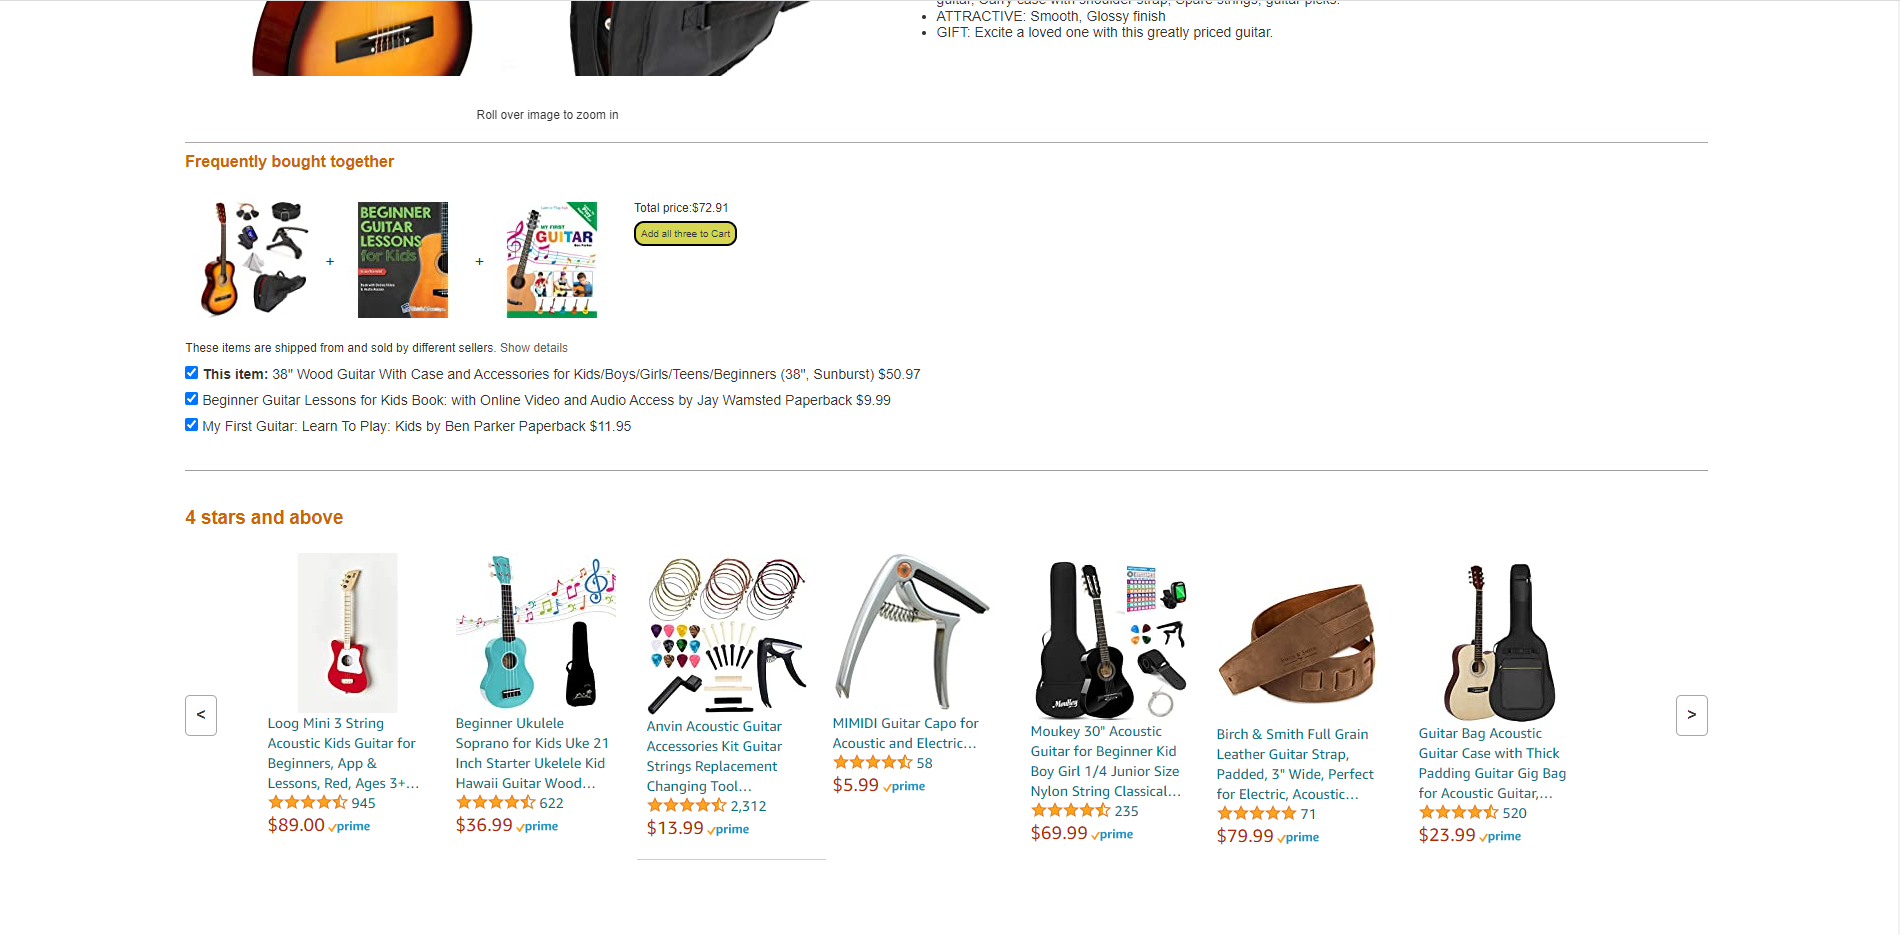 guitar, Carry case with shoulder strap, Spare strings, guitar picks.
ATTRACTIVE: Smooth, Glossy finish
GIFT: Excite a loved one with this greatly priced guitar.
Roll over image to zoom in
Frequently bought together
BEGINNER
GUITAR
LESSONS
for Kids
MY FIRST
GUITAR
Ben Parker
+
+
Total price:$72.91
Add all three to Cart
These items are shipped from and sold by different sellers. Show details
This item: 38" Wood Guitar With Case and Accessories for Kids/Boys/Girls/Teens/Beginners (38", Sunburst) $50.97
Beginner Guitar Lessons for Kids Book: with Online Video and Audio Access by Jay Wamsted Paperback $9.99
My First Guitar: Learn To Play: Kids by Ben Parker Paperback $11.95
4 stars and above
<
Loog Mini 3 String
Acoustic Kids Guitar for
Beginners, App &
Lessons, Red, Ages 3+...
945
$89.00 prime
Beginner Ukulele
Soprano for Kids Uke 21
Inch Starter Ukelele Kid
Hawaii Guitar Wood...
622
$36.99 prime
Anvin Acoustic Guitar
Accessories Kit Guitar
Strings Replacement
Changing Tool...
2,312
$13.99 prime
MIMIDI Guitar Capo for
Acoustic and Electric...
58
$5.99 prime
Moukey
Moukey 30" Acoustic
Guitar for Beginner Kid
Boy Girl 1/4 Junior Size
Nylon String Classical...
235
$69.99 prime
Birch & Smith Full Grain
Leather Guitar Strap,
Padded, 3" Wide, Perfect
for Electric, Acoustic...
71
$79.99 prime
Guitar Bag Acoustic
Guitar Case with Thick
Padding Guitar Gig Bag
for Acoustic Guitar,...
520
$23.99 prime
>